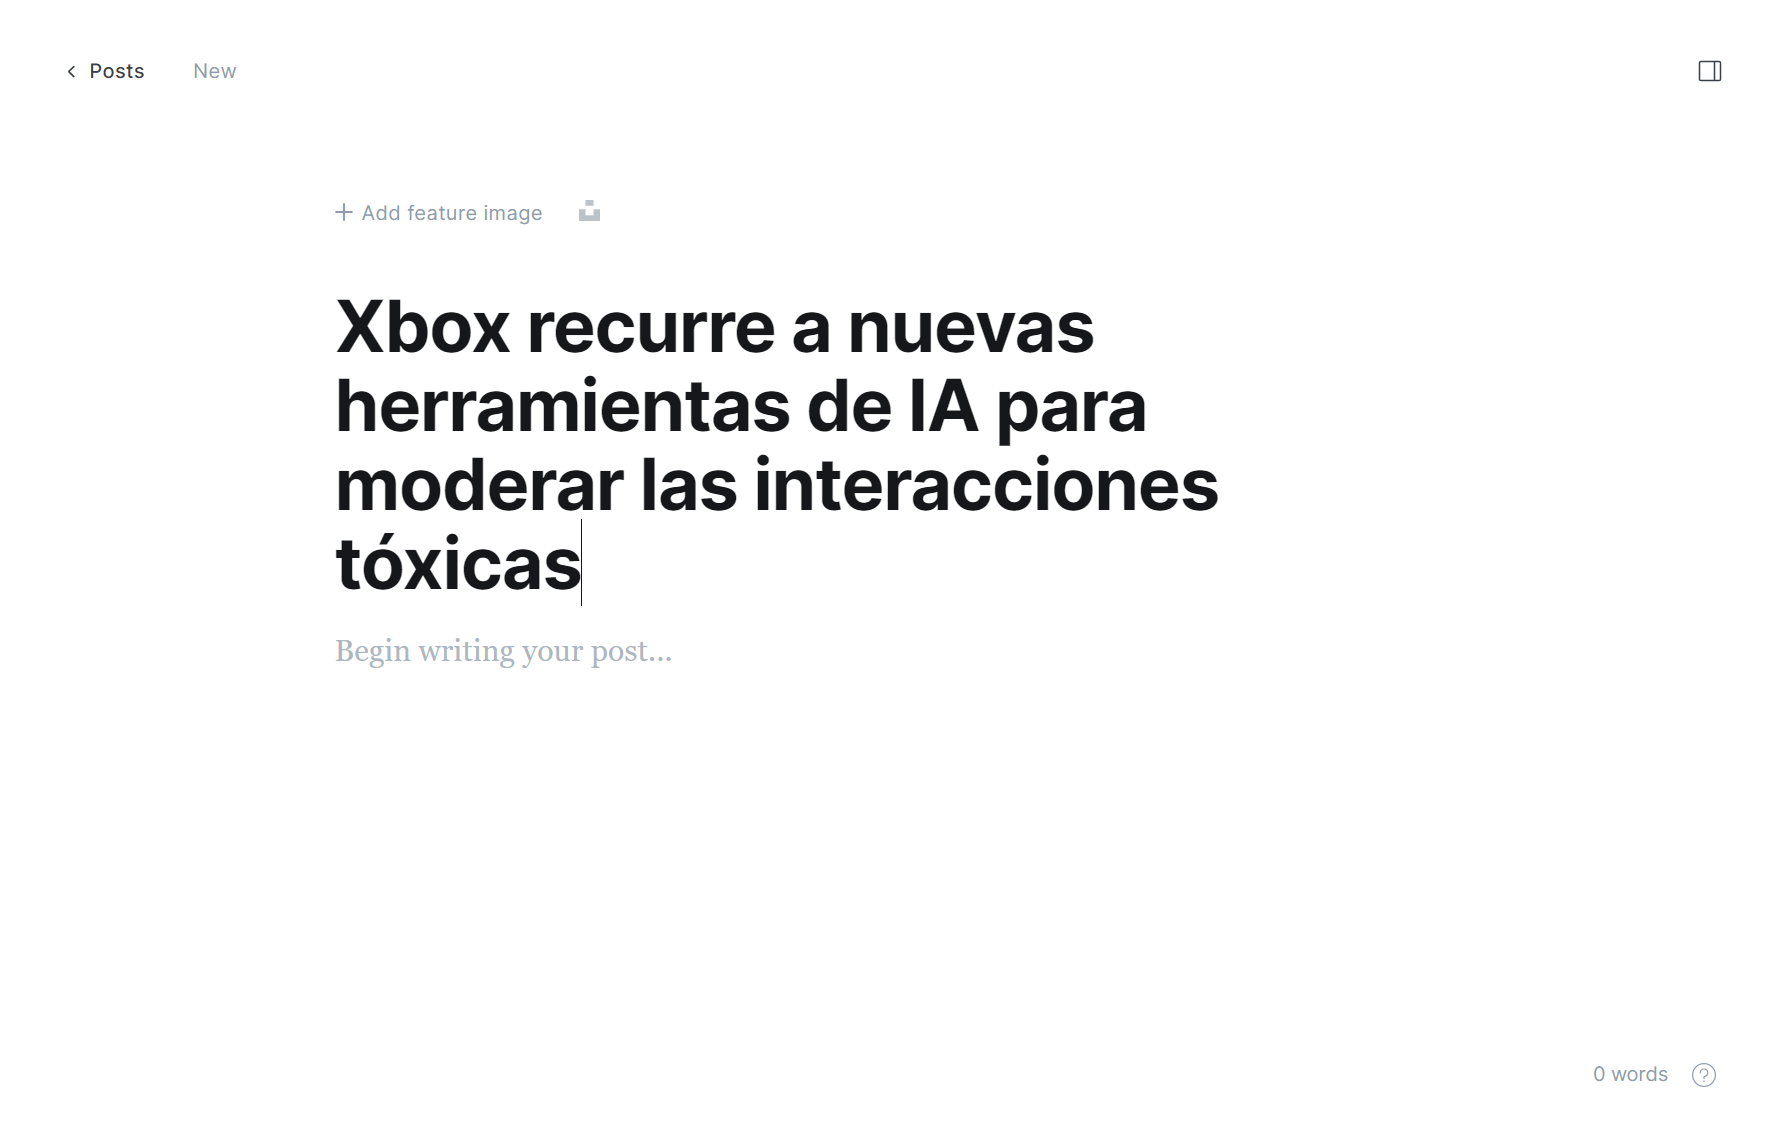 Posts New
Add feature image
Xbox recurre a nuevas
herramientas de IA para
moderar las interacciones
tóxicas
Begin writing your post...
0 words ?